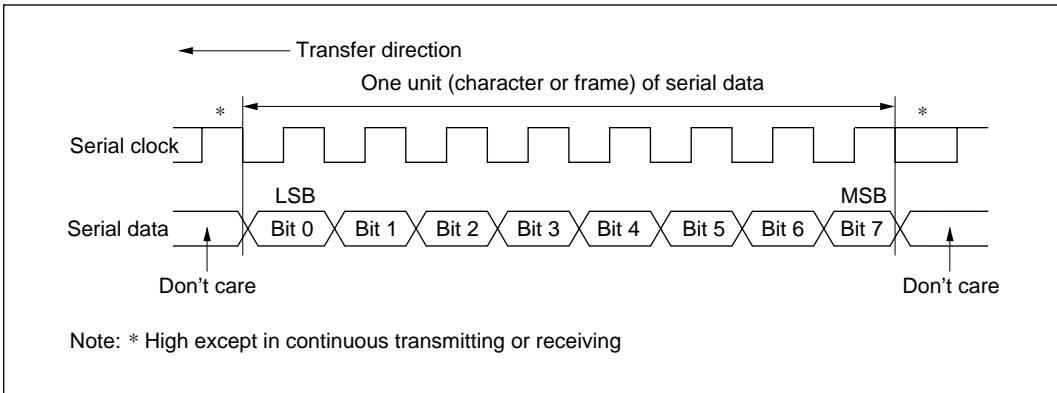 Transfer direction
One unit (character or frame) of serial data
* *
Serial clock
LSB MSB
Serial data Bit 0 Bit 1 Bit 2 Bit 3 Bit 4 Bit 5 Bit 6 Bit 7
Don't care Don't care
Note: * High except in continuous transmitting or receiving